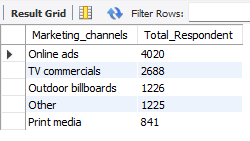 Result Grid Filter Rows:
Marketing_channels Total_Respondent
Online ads 4020
TV commercials 2688
Outdoor billboards 1226
Other 1225
Print media 841